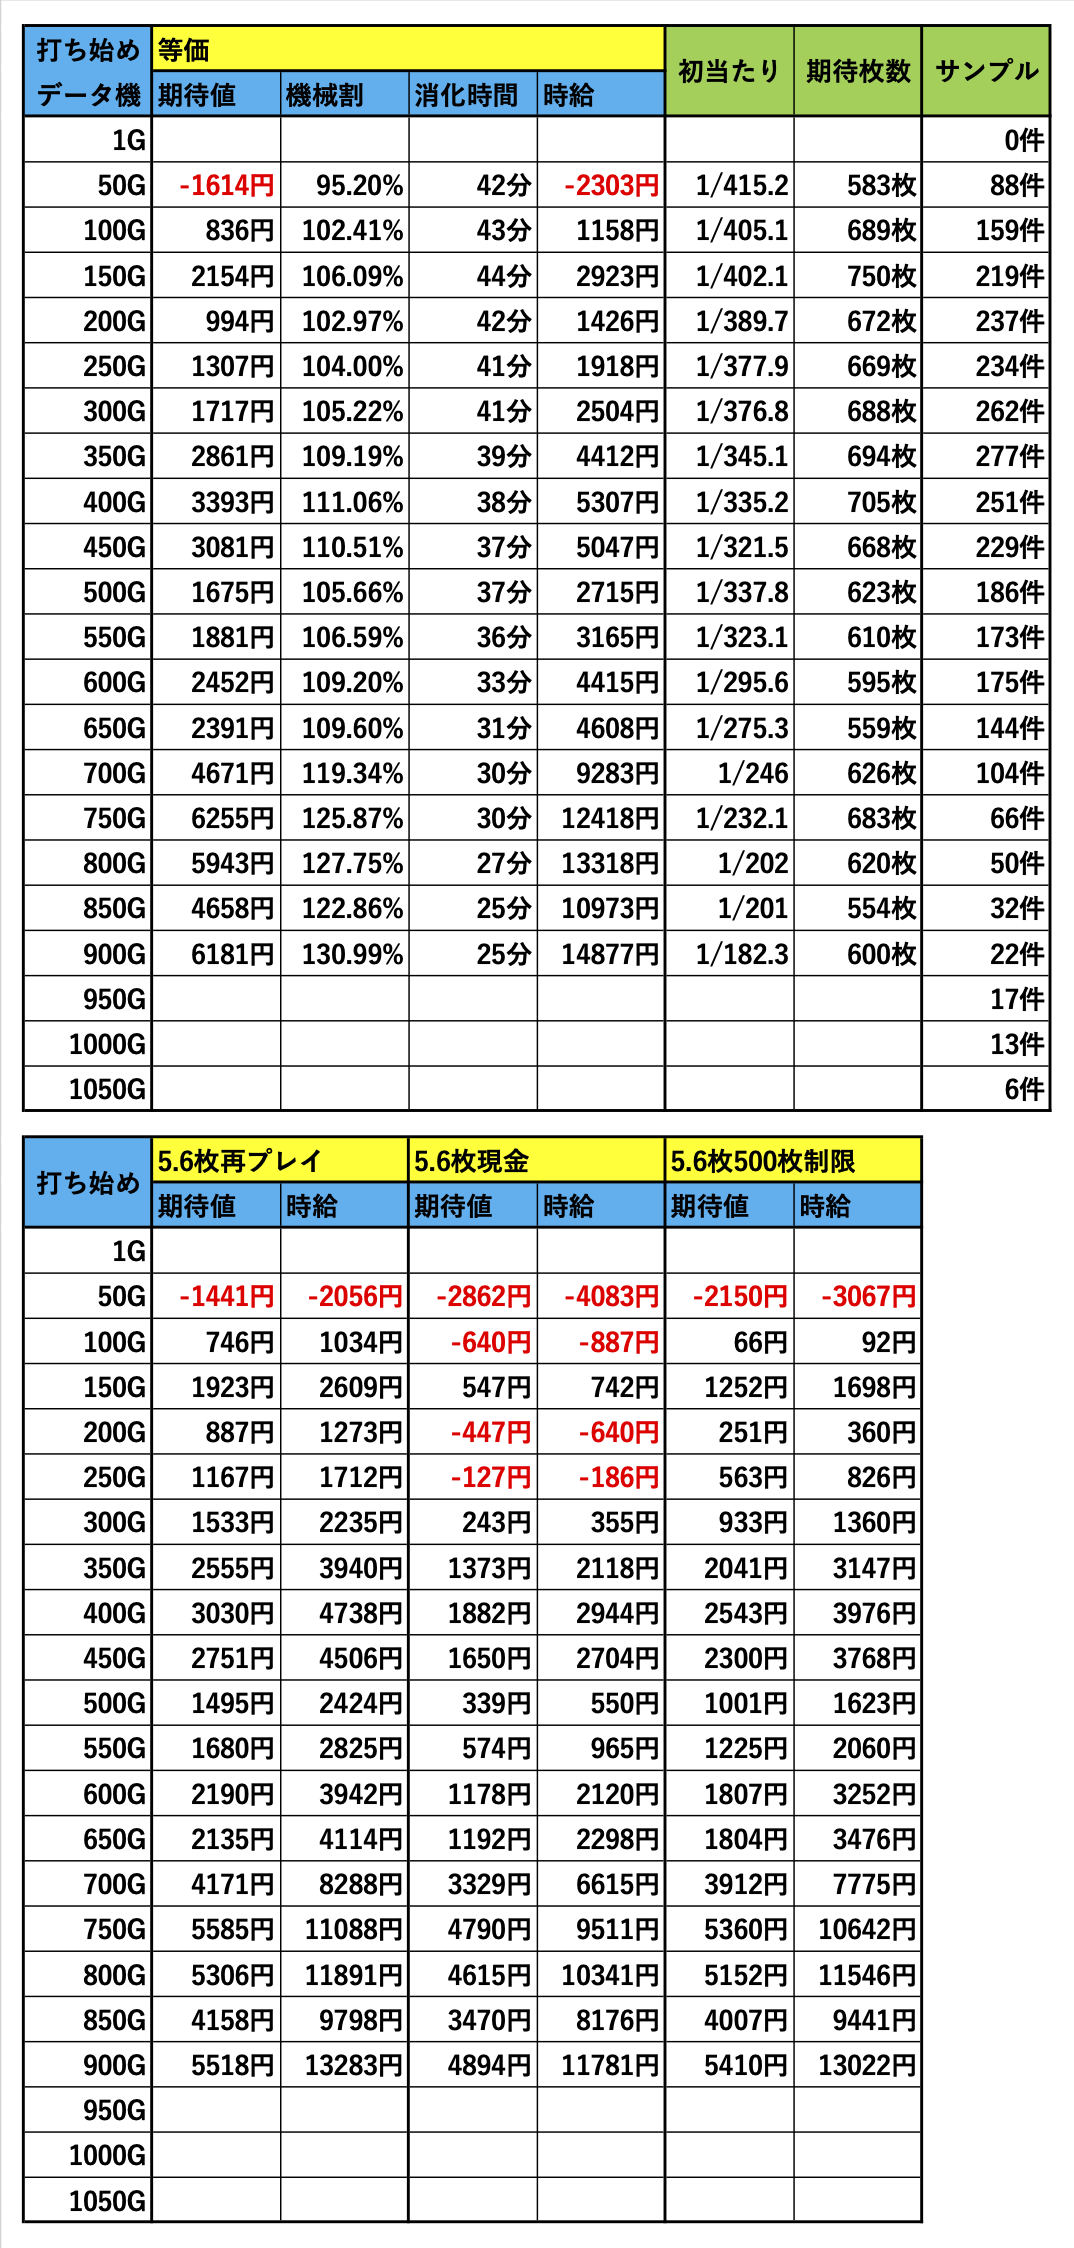 打ち始め 等価 初当たり 期待枚数 サンプル
データ機 期待値 機械割 消化時間 時給
1G 0件
50G -1614円 95.20% 42分 -2303円 1/415.2 583枚 88件
100G 836円 102.41% 43分 1158円 1/405.1 689枚 159件
150G 2154円 106.09% 44分 2923円 1/402.1 750枚 219件
200G 994円 102.97% 42分 1426円 1/389.7 672枚 237件
250G 1307円 104.00% 41分 1918円 1/377.9 669枚 234件
300G 1717円 105.22% 41分 2504円 1/376.8 688枚 262件
350G 2861円 109.19% 39分 4412円 1/345.1 694枚 277件
400G 3393円 111.06% 38分 5307円 1/335.2 705枚 251件
450G 3081円 110.51% 37分 5047円 1/321.5 668枚 229件
500G 1675円 105.66% 37分 2715円 1/337.8 623枚 186件
550G 1881円 106.59% 36分 3165円 1/323.1 610枚 173件
600G 2452円 109.20% 33分 4415円 1/295.6 595枚 175件
650G 2391円 109.60% 31分 4608円 1/275.3 559枚 144件
700G 4671円 119.34% 30分 9283円 1/246 626枚 104件
750G 6255円 125.87% 30分 12418円 1/232.1 683枚 66件
800G 5943円 127.75% 27分 13318円 1/202 620枚 50件
850G 4658円 122.86% 25分 10973円 1/201 554枚 32件
900G 6181円 130.99% 25分 14877円 1/182.3 600枚 22件
950G 17件
1000G 13件
1050G 6件
打ち始め 5.6枚再プレイ 5.6枚現金 5.6枚500枚制限
期待値 時給 期待値 時給 期待値 時給
1G
50G -1441円 -2056円 -2862円 -4083円 -2150円 -3067円
100G 746円 1034円 -640円 -887円 66円 92円
150G 1923円 2609円 547円 742円 1252円 1698円
200G 887円 1273円 -447円 -640円 251円 360円
250G 1167円 1712円 -127円 -186円 563円 826円
300G 1533円 2235円 243円 355円 933円 1360円
350G 2555円 3940円 1373円 2118円 2041円 3147円
400G 3030円 4738円 1882円 2944円 2543円 3976円
450G 2751円 4506円 1650円 2704円 2300円 3768円
500G 1495円 2424円 339円 550円 1001円 1623円
550G 1680円 2825円 574円 965円 1225円 2060円
600G 2190円 3942円 1178円 2120円 1807円 3252円
650G 2135円 4114円 1192円 2298円 1804円 3476円
700G 4171円 8288円 3329円 6615円 3912円 7775円
750G 5585円 11088円 4790円 9511円 5360円 10642円
800G 5306円 11891円 4615円 10341円 5152円 11546円
850G 4158円 9798円 3470円 8176円 4007円 9441円
900G 5518円 13283円 4894円 11781円 5410円 13022円
950G
1000G
1050G